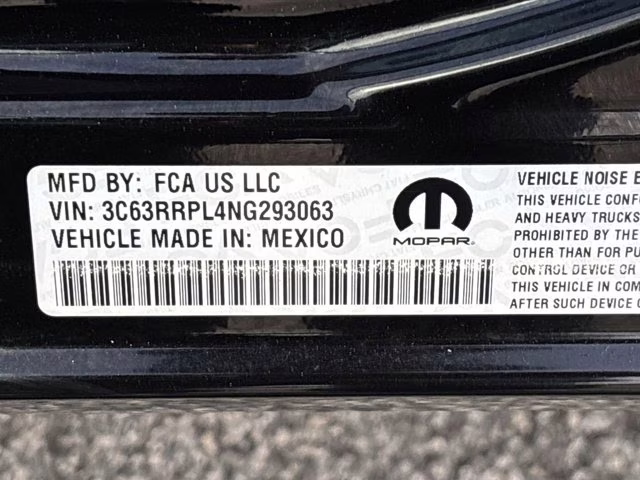 MFD BY: FCA US LLC
VIN: 3C63RRPL4NG293063
VEHICLE MADE IN: MEXICO
MOPAR
VEHICLE NOISE E
THIS VEHICLE CONF
AND HEAVY TRUCKS
PROHIBITED BY THE
OTHER THAN FOR PU
CONTROL DEVICE OR
THIS VEHICLE IN COM
AFTER SUCH DEVICE O